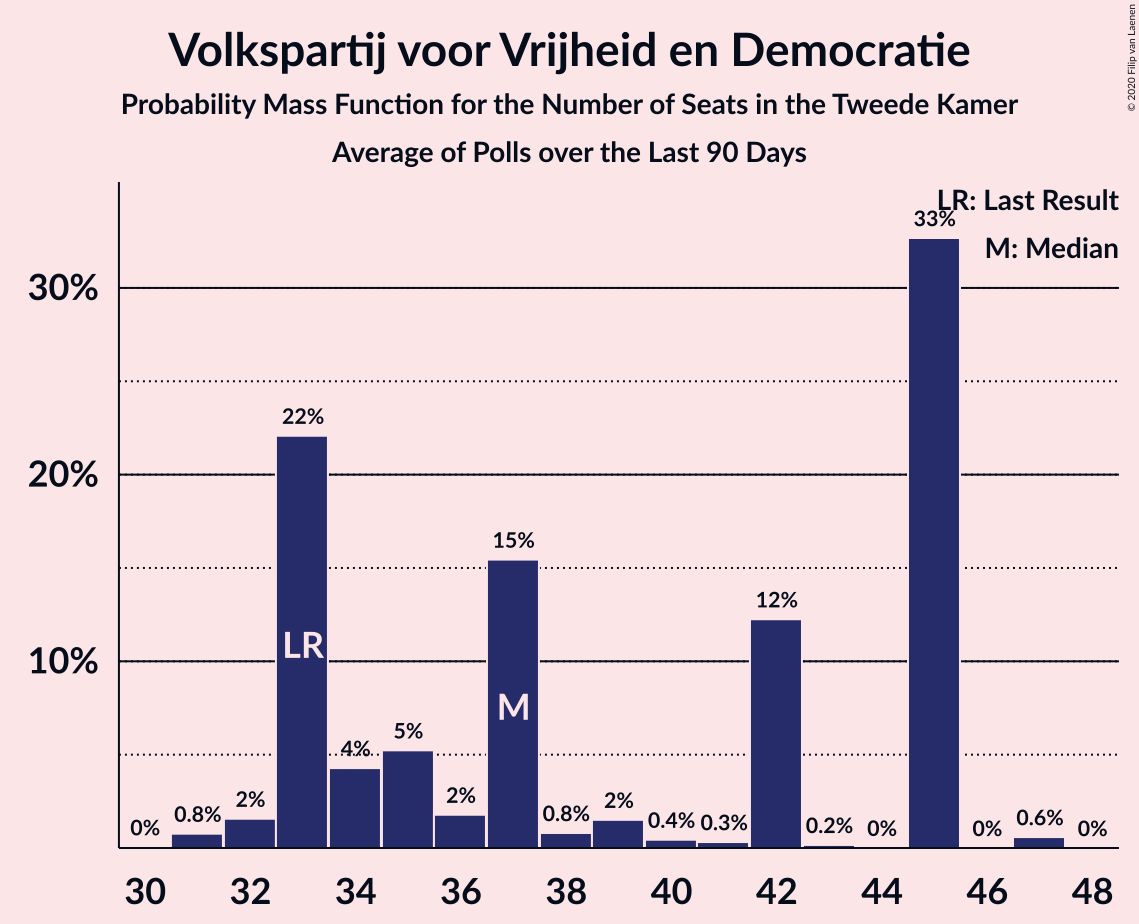 Volkspartij voor Vrijheid en Democratie
Probability Mass Function for the Number of Seats in the Tweede Kamer
Average of Polls over the Last 90 Days
© 2020 Filip van Laenen
LR: Last Result
M: Median
30%
20%
10%
0%
0.8%
2%
22%
4%
5%
2%
15%
0.8%
2%
0.4%
0.3%
12%
0.2%
0%
33%
0%
0.6%
0%
LR
M
30 32 34 36 38 40 42 44 46 48